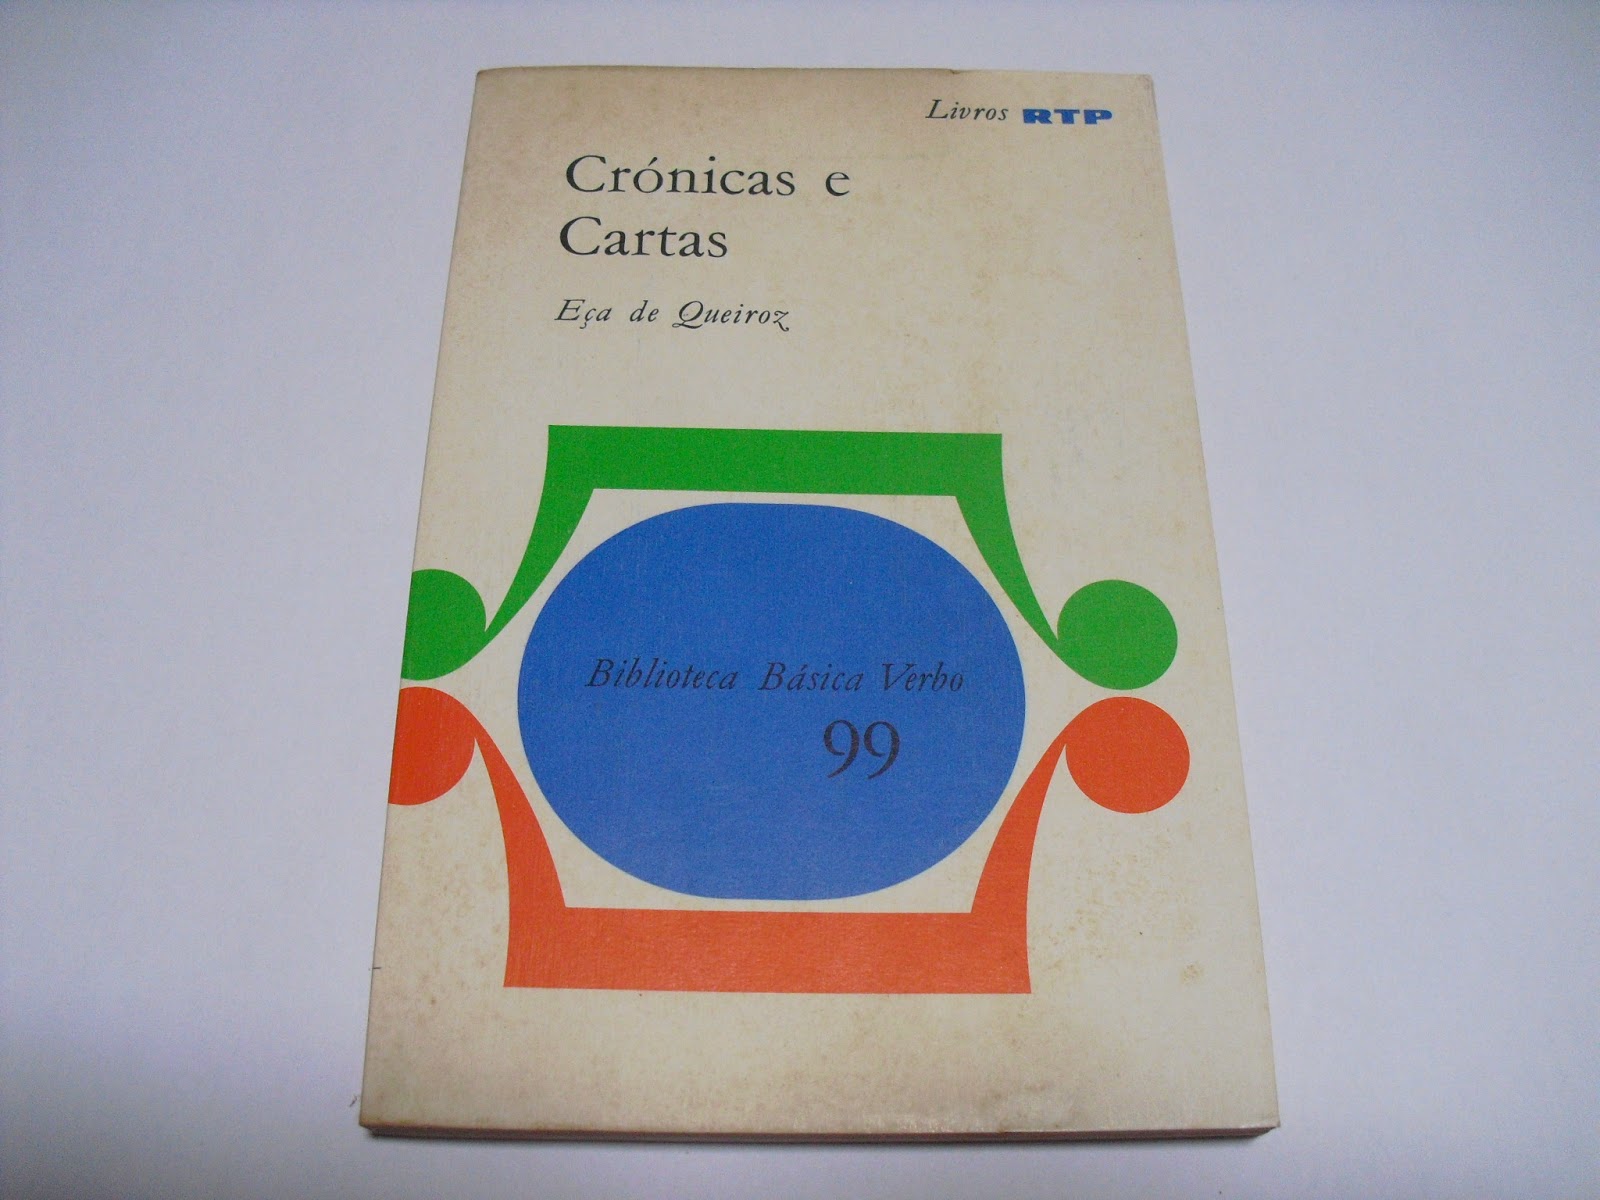 Livros RTP
Crónicas e
Cartas
Eça de Queiroz
Biblioteca Básica Verbo
99